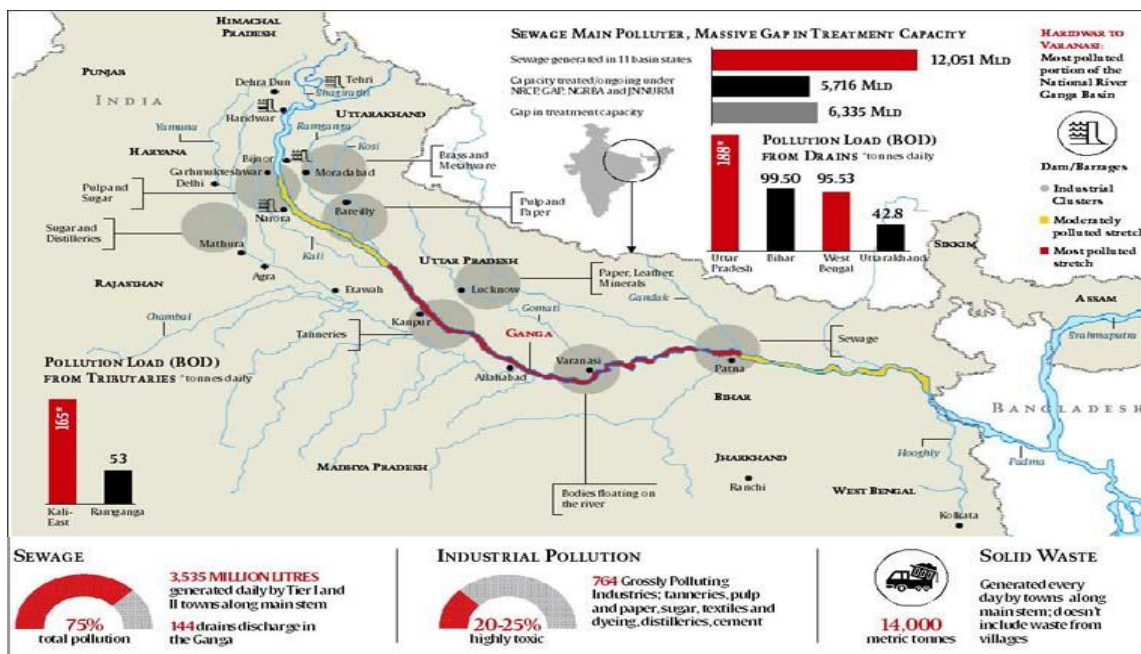 HIMACHAL
PRADESH
PUNJAB
INDIA
Dehra Dun
Tehri
Bhagirathi
Haridwar
UTTARAKHAND
Yamuna
Ramganga
HARYANA
Kosi
Bijnor
Brass and
Metalware
Garhmukteshwar
Moradabad
Delhi
Pulp and
Sugar
Narora
Bareilly
Pulp and
Paper
Sugar and
Distilleries
Mathura
Kali
UTTAR PRADESH
RAJASTHAN
Agra
Etawah
Lucknow
Paper, Leather,
Minerals
Gandak
Chambal
Gomati
Kanpur
Tanneries
GANGA
Varanasi
Allahabad
Patna
Sewage
BIHAR
MADHYA PRADESH
JHARKHAND
Ranchi
Bodies floating on
the river
WEST BENGAL
Kolkata
Hooghly
Padma
BANGLADESH
SIKKIM
ASSAM
Brahmaputra
SEWAGE MAIN POLLUTER, MASSIVE GAP IN TREATMENT CAPACITY
Sewage generated in 11 basin states
12,051 MLD
Capacity treated/ongoing under
NRCP, GAP, NGRBA and JNNURM
5,716 MLD
Gap in treatment capacity
6,335 MLD
POLLUTION LOAD (BOD)
FROM DRAINS *tonnes daily
188*
99.50
95.53
42.8
Uttar
Pradesh
Bihar
West
Bengal
Uttarakhand
HARIDWAR TO
VARANASI:
Most polluted
portion of the
National River
Ganga Basin
Dam/Barrages
Industrial
Clusters
Moderately
polluted stretch
Most polluted
stretch
POLLUTION LOAD (BOD)
FROM TRIBUTARIES *tonnes daily
165*
53
Kali-
East
Ramganga
SEWAGE
75%
total pollution
3,535 MILLION LITRES
generated daily by Tier I and
II towns along main stem
144 drains discharge in
the Ganga
INDUSTRIAL POLLUTION
20-25%
highly toxic
764 Grossly Polluting
Industries; tanneries, pulp
and paper, sugar, textiles and
dyeing, distilleries, cement
SOLID WASTE
14,000
metric tonnes
Generated every
day by towns along
main stem; doesn't
include waste from
villages